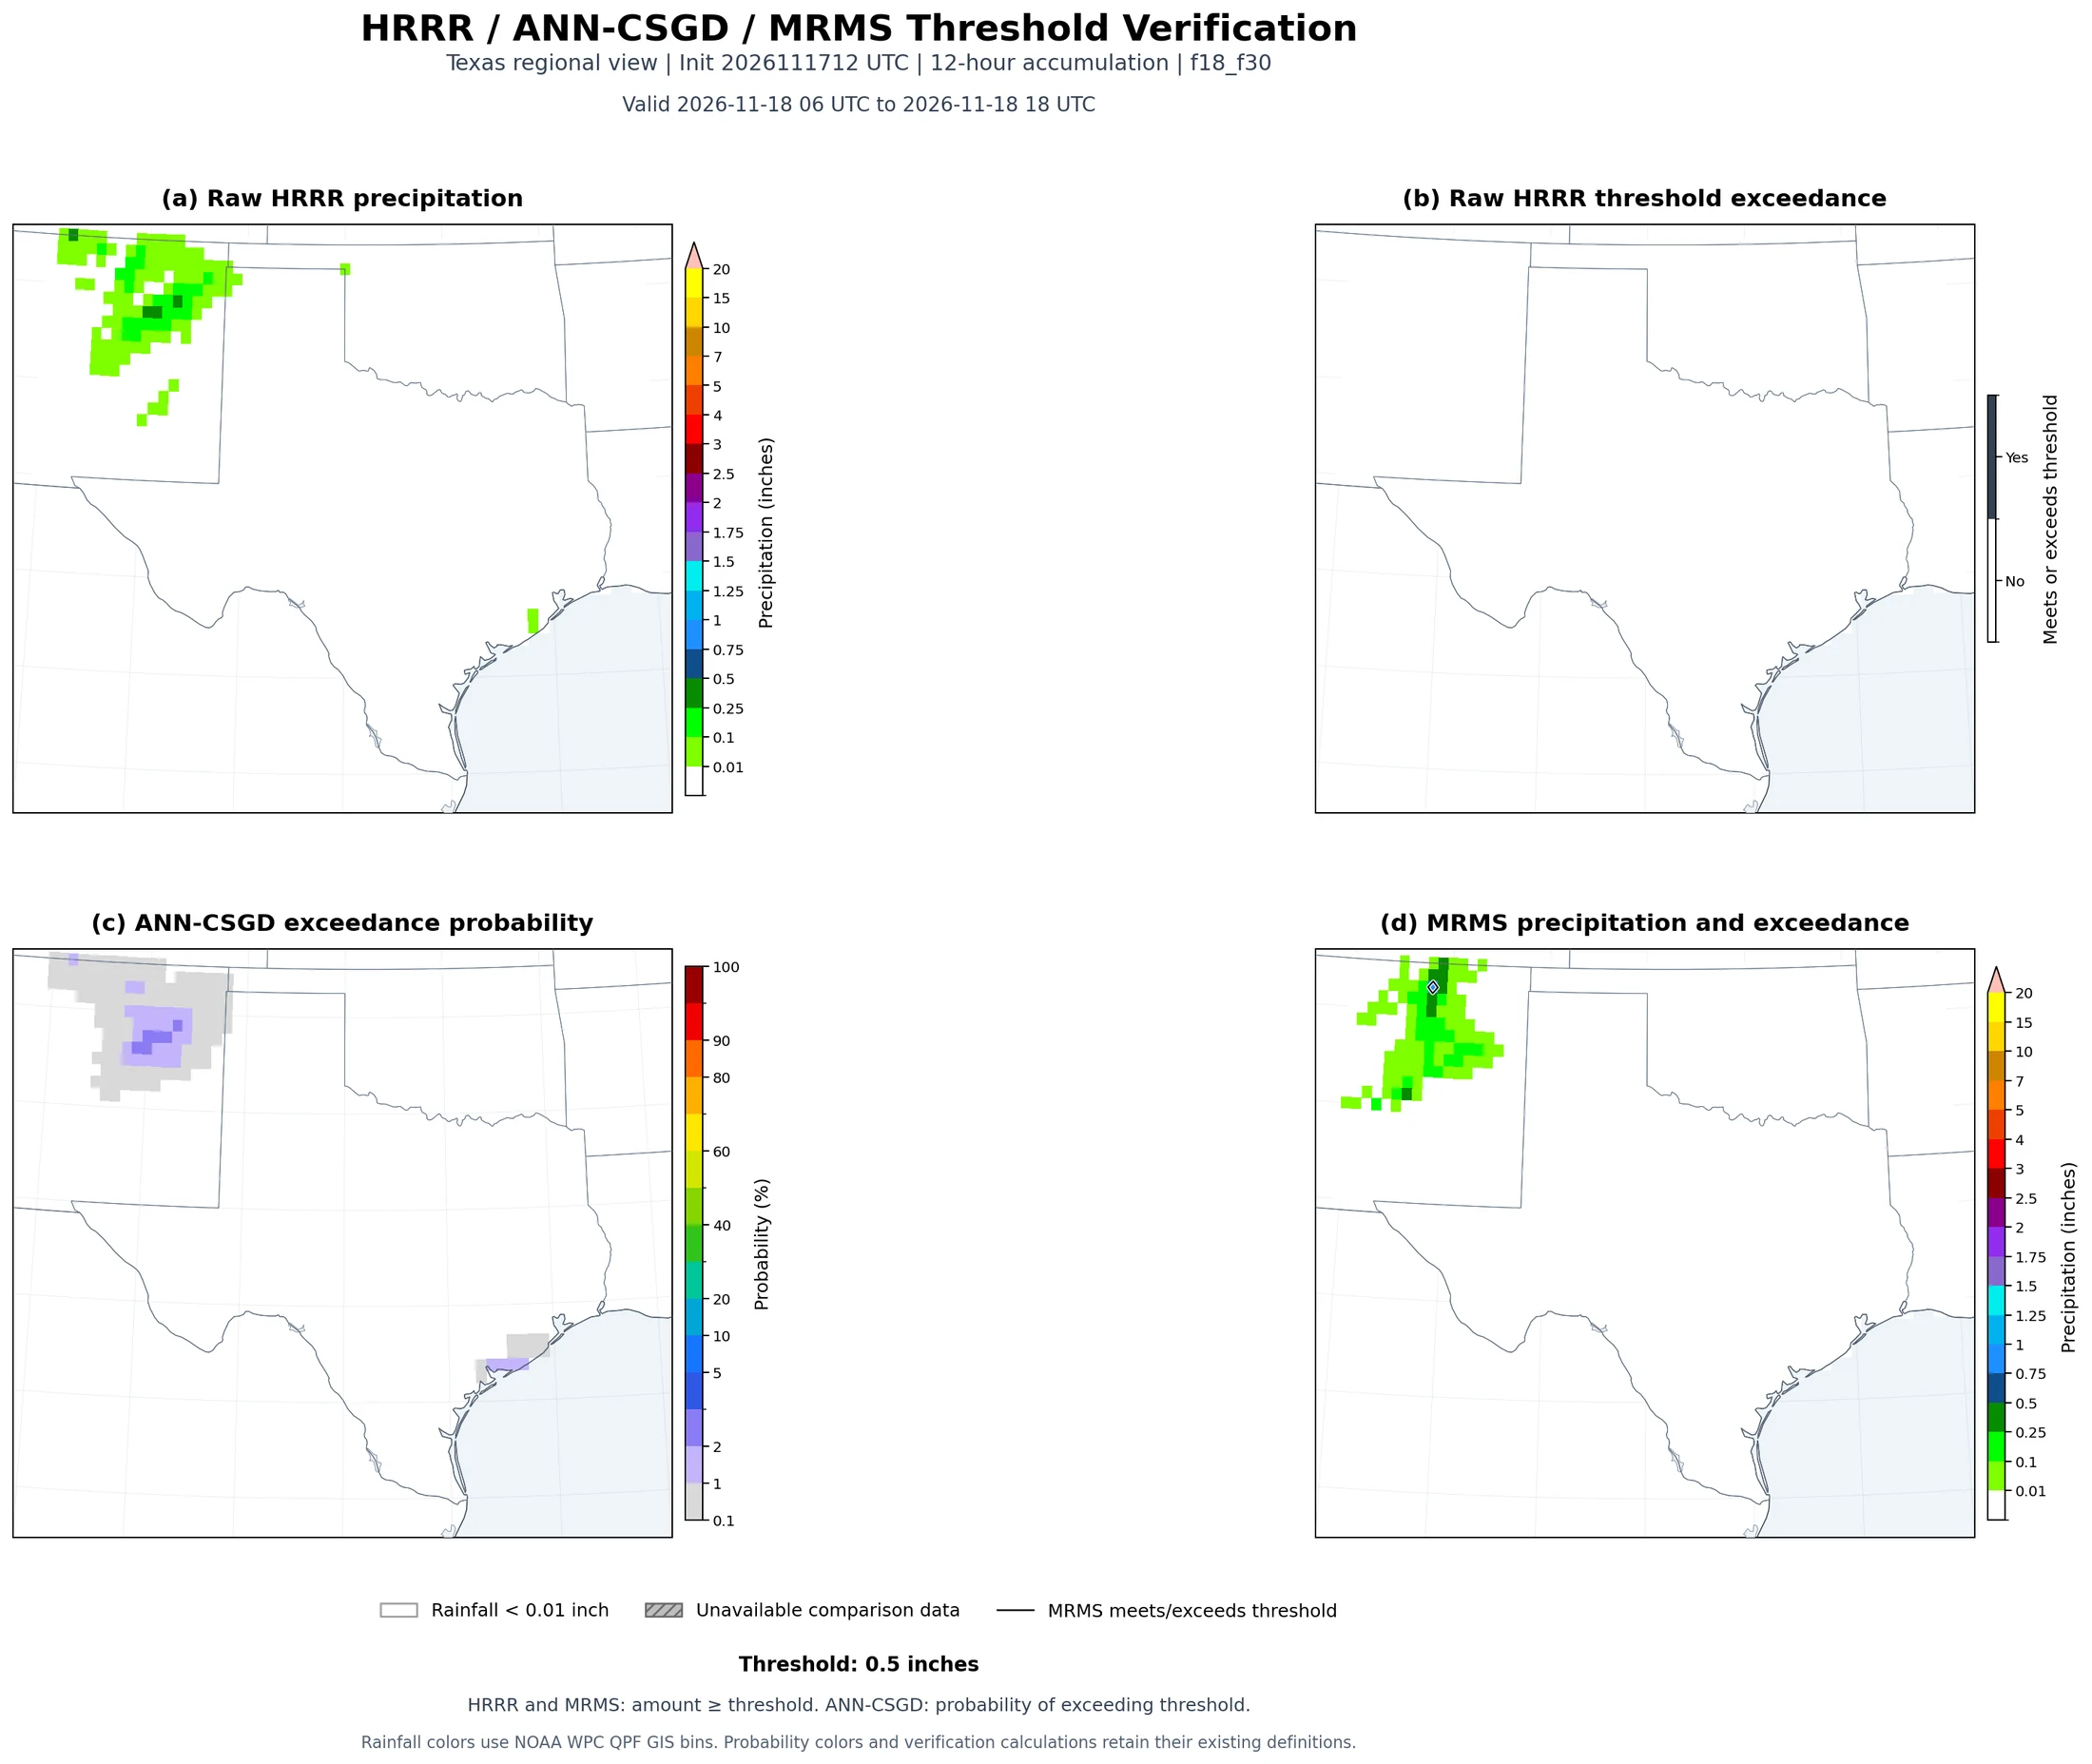 HRRR / ANN-CSGD / MRMS Threshold Verification
Texas regional view | Init 2026111712 UTC | 12-hour accumulation | f18_f30
Valid 2026-11-18 06 UTC to 2026-11-18 18 UTC
(a) Raw HRRR precipitation
20
15
10
7
5
4
3
2.5
2
1.75
1.5
1.25
1
0.75
0.5
0.25
0.1
0.01
Precipitation (inches)
(b) Raw HRRR threshold exceedance
Yes
No
Meets or exceeds threshold
(c) ANN-CSGD exceedance probability
100
90
80
60
40
20
10
5
2
1
0.1
Probability (%)
(d) MRMS precipitation and exceedance
20
15
10
7
5
4
3
2.5
2
1.75
1.5
1.25
1
0.75
0.5
0.25
0.1
0.01
Precipitation (inches)
Rainfall < 0.01 inch
Unavailable comparison data
MRMS meets/exceeds threshold
Threshold: 0.5 inches
HRRR and MRMS: amount ≥ threshold. ANN-CSGD: probability of exceeding threshold.
Rainfall colors use NOAA WPC QPF GIS bins. Probability colors and verification calculations retain their existing definitions.